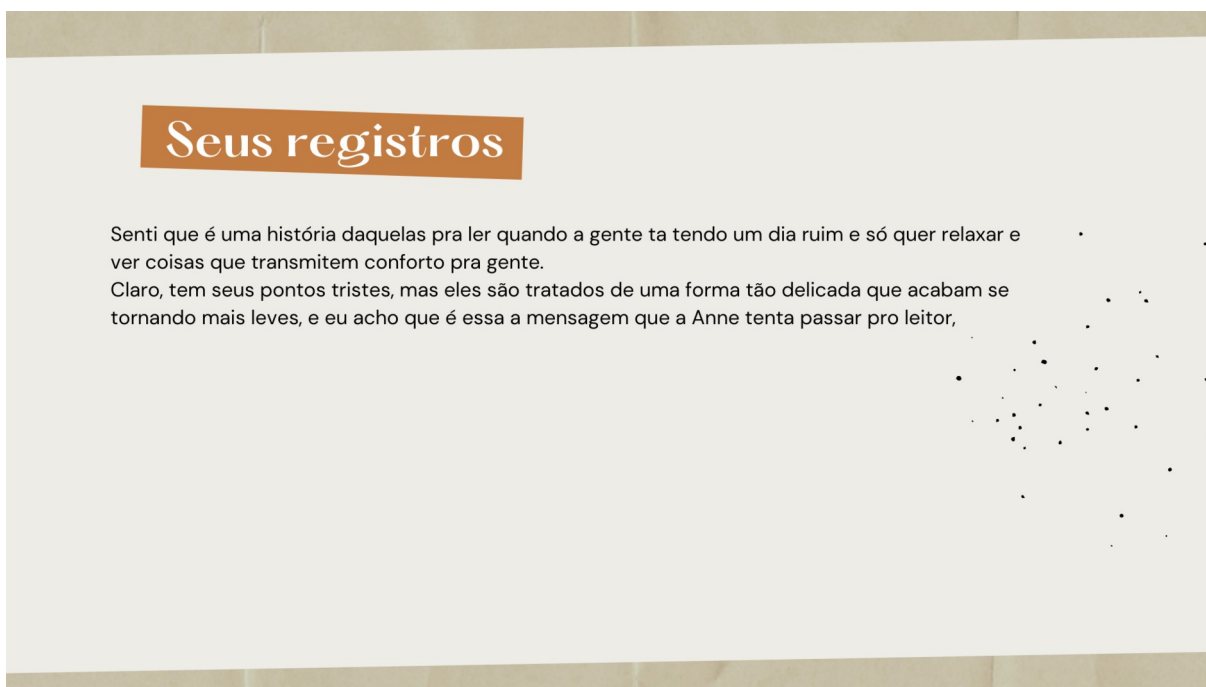 Seus registros
Senti que é uma história daquelas pra ler quando a gente ta tendo um dia ruim e só quer relaxar e
ver coisas que transmitem conforto pra gente.
Claro, tem seus pontos tristes, mas eles são tratados de uma forma tão delicada que acabam se
tornando mais leves, e eu acho que é essa a mensagem que a Anne tenta passar pro leitor,